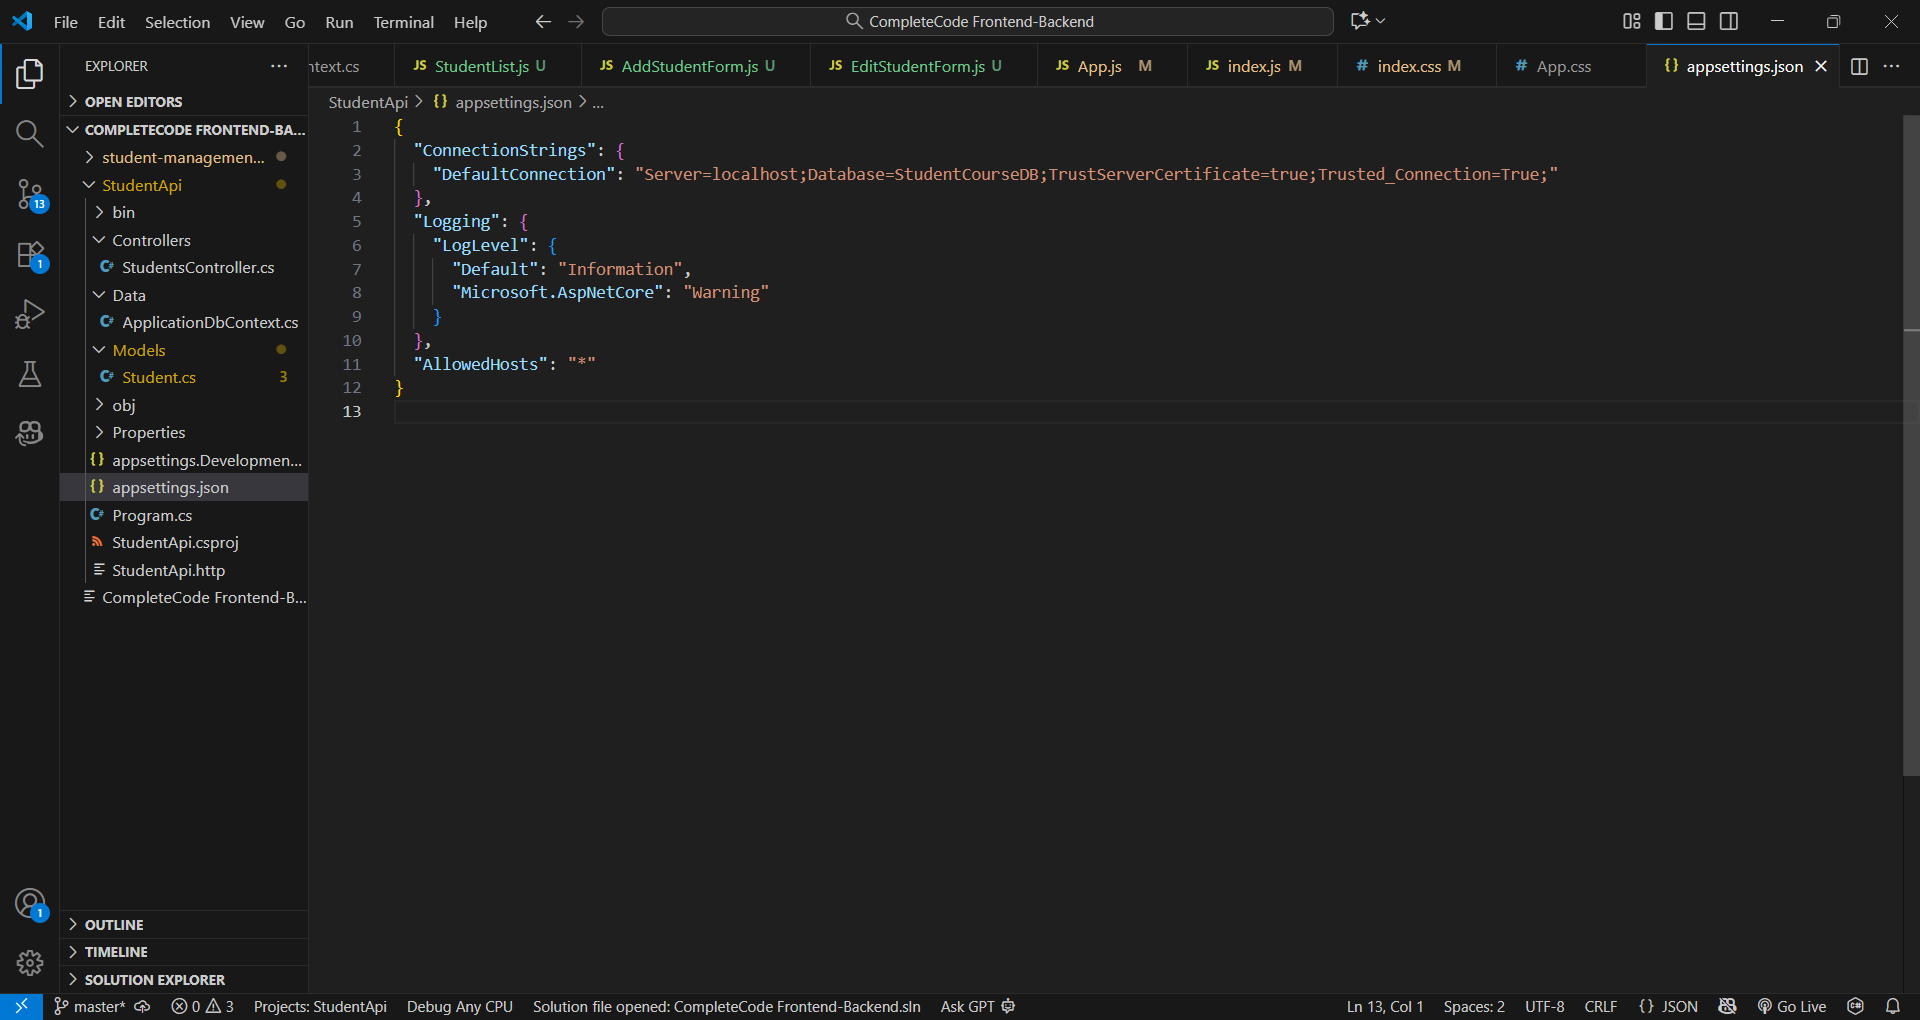 File Edit Selection View Go Run Terminal Help
CompleteCode Frontend-Backend
EXPLORER
ntext.cs
JS StudentList.js U
JS AddStudentForm.js U
JS EditStudentForm.js U
JS App.js M
JS index.js M
# index.css M
# App.css
{} appsettings.json
OPEN EDITORS
COMPLETECODE FRONTEND-BA...
student-managemen...
StudentApi
bin
Controllers
C# StudentsController.cs
Data
C# ApplicationDbContext.cs
Models
C# Student.cs 3
obj
Properties
{} appsettings.Developmen...
{} appsettings.json
C# Program.cs
StudentApi.csproj
StudentApi.http
CompleteCode Frontend-B...
OUTLINE
TIMELINE
SOLUTION EXPLORER
13
1
1
StudentApi > {} appsettings.json > ...
1 {
2 "ConnectionStrings": {
3 "DefaultConnection": "Server=localhost;Database=StudentCourseDB;TrustServerCertificate=true;Trusted_Connection=True;"
4 },
5 "Logging": {
6 "LogLevel": {
7 "Default": "Information",
8 "Microsoft.AspNetCore": "Warning"
9 }
10 },
11 "AllowedHosts": "*"
12 }
13
master* 0 3 Projects: StudentApi Debug Any CPU Solution file opened: CompleteCode Frontend-Backend.sln Ask GPT
Ln 13, Col 1 Spaces: 2 UTF-8 CRLF {} JSON Go Live